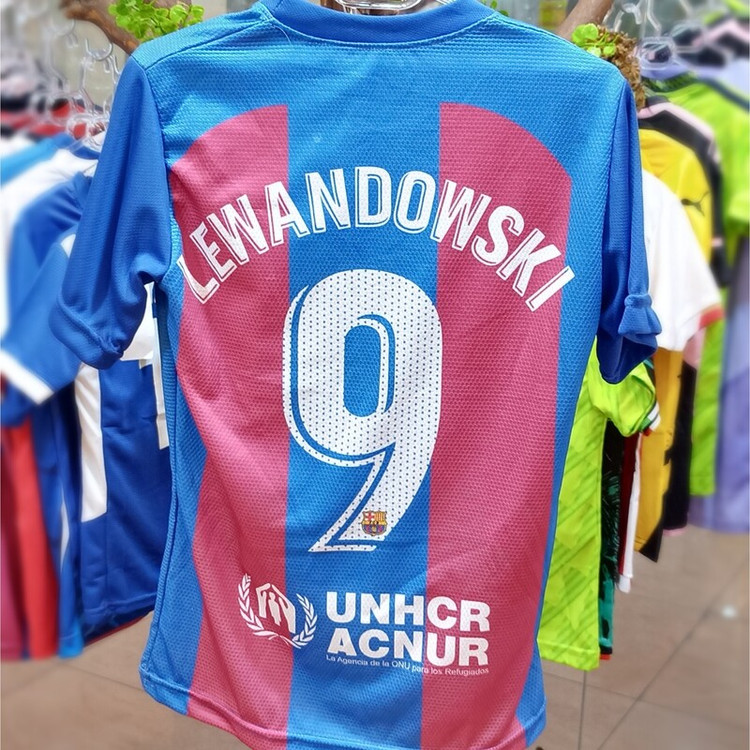 LEWANDOWSKI
9
UNHCR
ACNUR
La Agencia de la ONU para los Refugiados